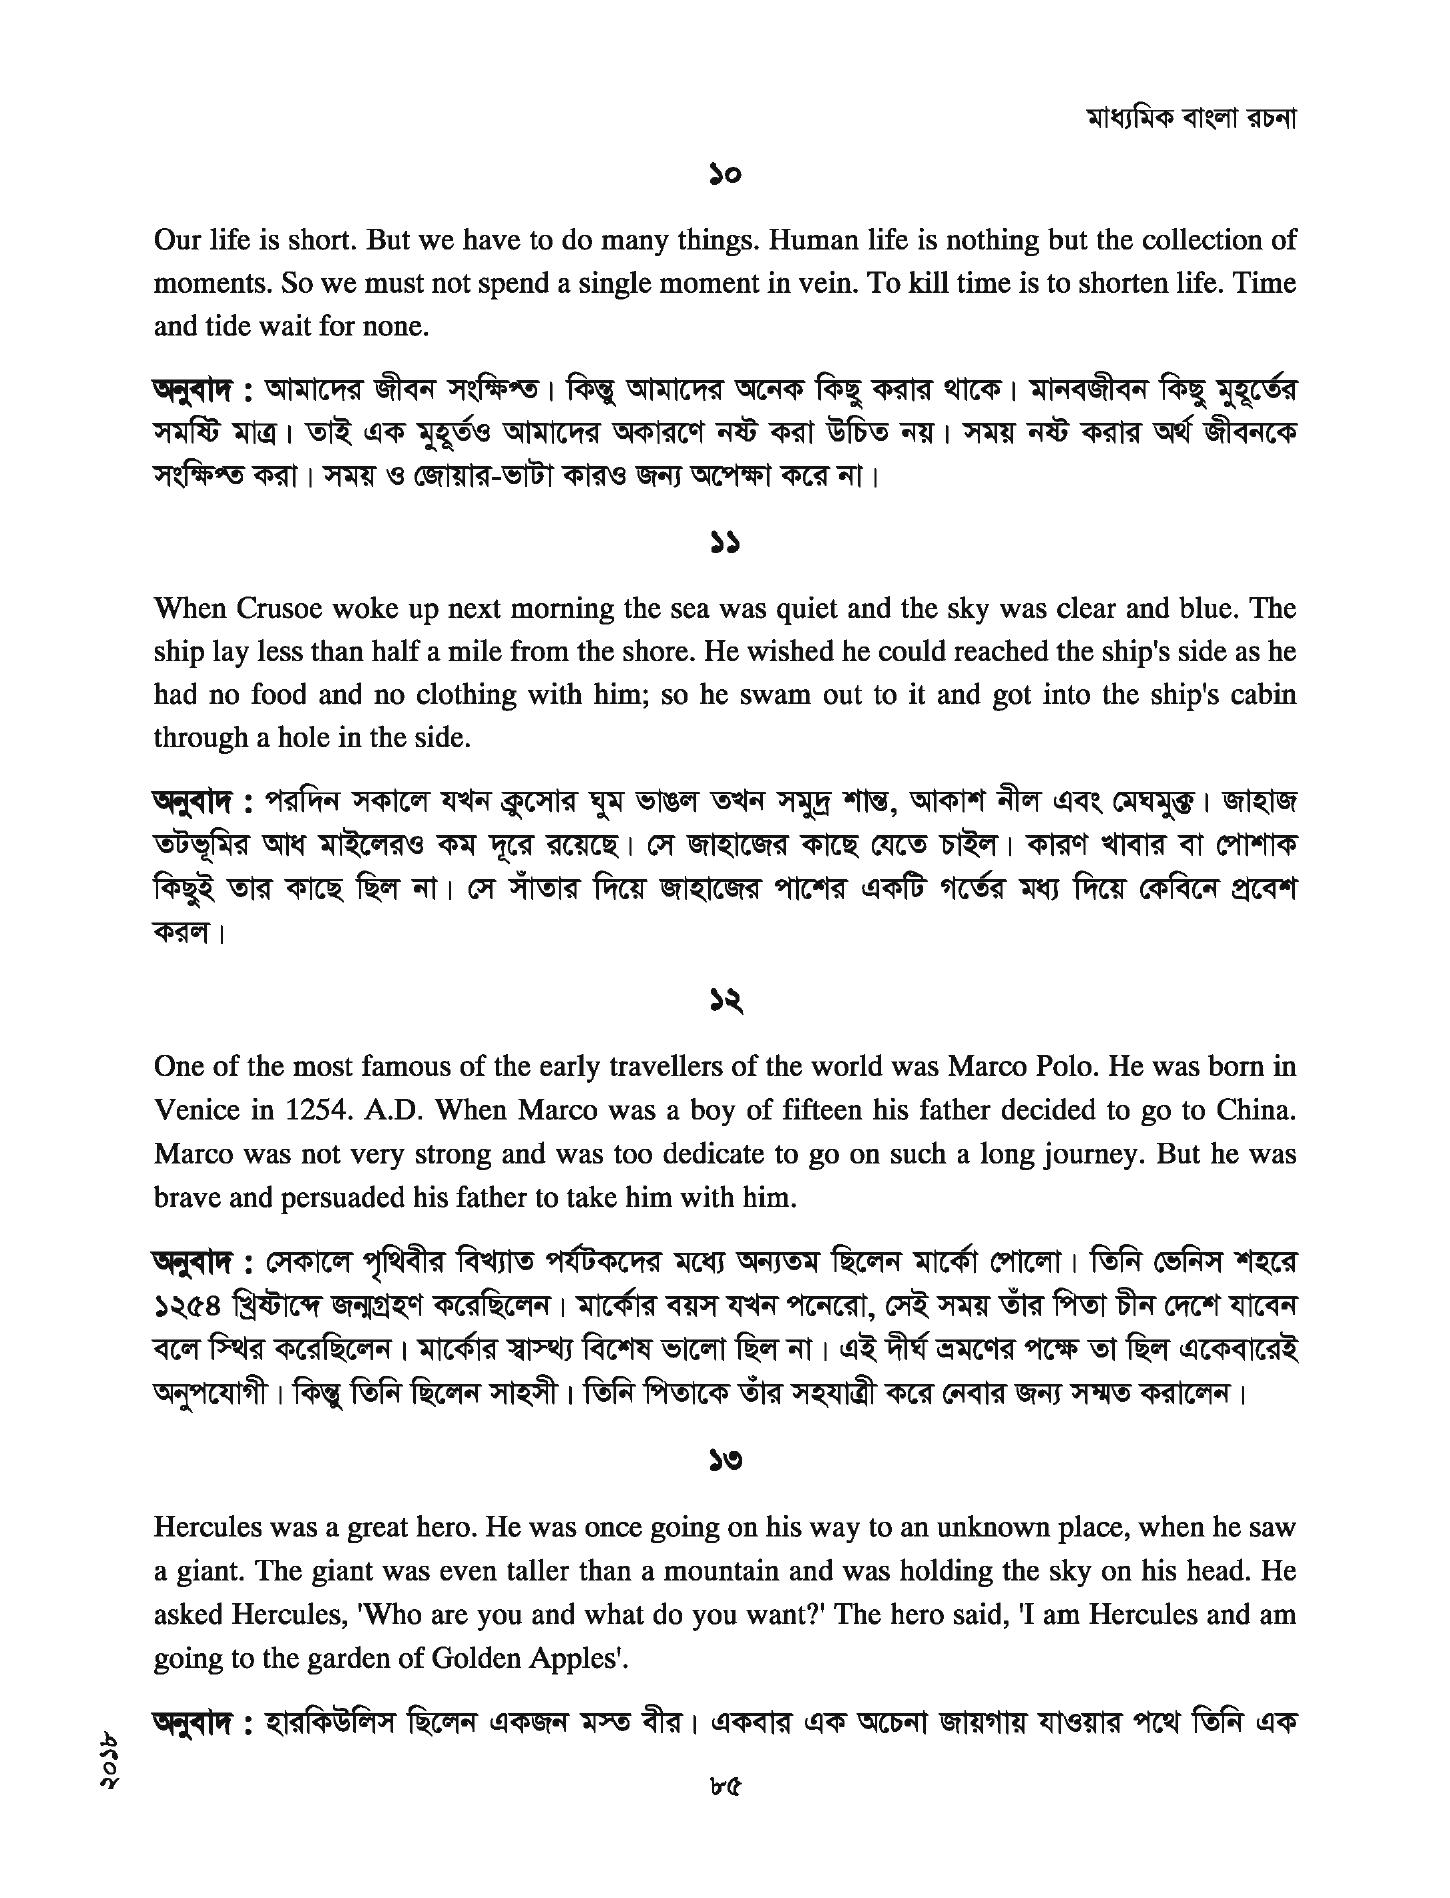 মাধ্যমিক বাংলা রচনা
১০
Our life is short. But we have to do many things. Human life is nothing but the collection of
moments. So we must not spend a single moment in vein. To kill time is to shorten life. Time
and tide wait for none.
অনুবাদ : আমাদের জীবন সংক্ষিপ্ত। কিন্তু আমাদের অনেক কিছু করার থাকে। মানবজীবন কিছু মুহূর্তের
সমষ্টি মাত্র। তাই এক মুহূর্তও আমাদের অকারণে নষ্ট করা উচিত নয়। সময় নষ্ট করার অর্থ জীবনকে
সংক্ষিপ্ত করা। সময় ও জোয়ার-ভাটা কারও জন্য অপেক্ষা করে না।
১১
When Crusoe woke up next morning the sea was quiet and the sky was clear and blue. The
ship lay less than half a mile from the shore. He wished he could reached the ship's side as he
had no food and no clothing with him; so he swam out to it and got into the ship's cabin
through a hole in the side.
অনুবাদ : পরদিন সকালে যখন ক্রুসোর ঘুম ভাঙল তখন সমুদ্র শান্ত, আকাশ নীল এবং মেঘমুক্ত। জাহাজ
তটভূমির আধ মাইলেরও কম দূরে রয়েছে। সে জাহাজের কাছে যেতে চাইল। কারণ খাবার বা পোশাক
কিছুই তার কাছে ছিল না। সে সাঁতার দিয়ে জাহাজের পাশের একটি গর্তের মধ্য দিয়ে কেবিনে প্রবেশ
করল।
১২
One of the most famous of the early travellers of the world was Marco Polo. He was born in
Venice in 1254. A.D. When Marco was a boy of fifteen his father decided to go to China.
Marco was not very strong and was too dedicate to go on such a long journey. But he was
brave and persuaded his father to take him with him.
অনুবাদ : সেকালে পৃথিবীর বিখ্যাত পর্যটকদের মধ্যে অন্যতম ছিলেন মার্কো পোলো। তিনি ভেনিস শহরে
১২৫৪ খ্রিষ্টাব্দে জন্মগ্রহণ করেছিলেন। মার্কোর বয়স যখন পনেরো, সেই সময় তাঁর পিতা চীন দেশে যাবেন
বলে স্থির করেছিলেন। মার্কোর স্বাস্থ্য বিশেষ ভালো ছিল না। এই দীর্ঘ ভ্রমণের পক্ষে তা ছিল একেবারেই
অনুপযোগী। কিন্তু তিনি ছিলেন সাহসী। তিনি পিতাকে তাঁর সহযাত্রী করে নেবার জন্য সম্মত করালেন।
১৩
Hercules was a great hero. He was once going on his way to an unknown place, when he saw
a giant. The giant was even taller than a mountain and was holding the sky on his head. He
asked Hercules, 'Who are you and what do you want?' The hero said, 'I am Hercules and am
going to the garden of Golden Apples'.
অনুবাদ : হারকিউলিস ছিলেন একজন মস্ত বীর। একবার এক অচেনা জায়গায় যাওয়ার পথে তিনি এক
২০১৮
৮৫